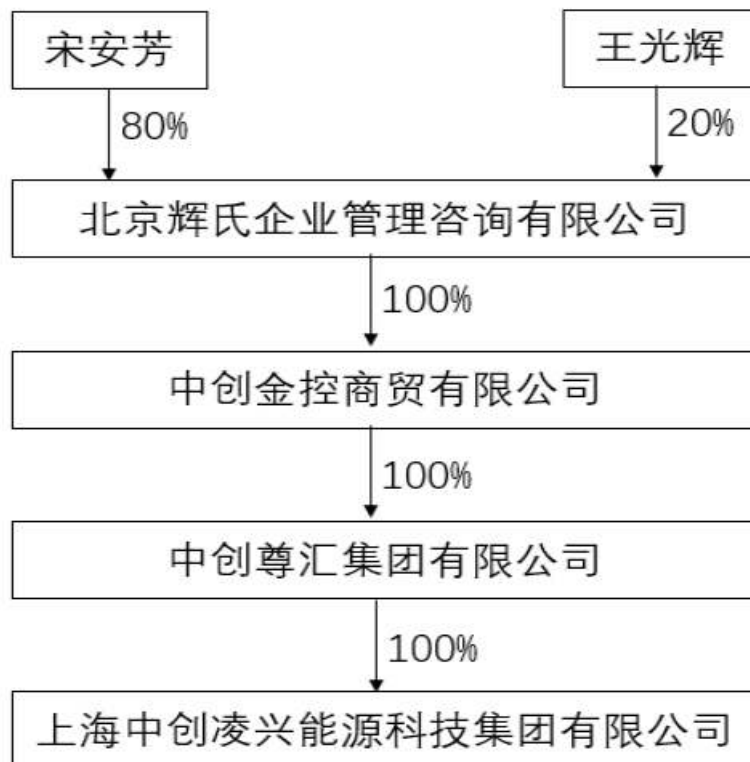 宋安芳
王光辉
80%
20%
北京辉氏企业管理咨询有限公司
100%
中创金控商贸有限公司
100%
中创尊汇集团有限公司
100%
上海中创凌兴能源科技集团有限公司